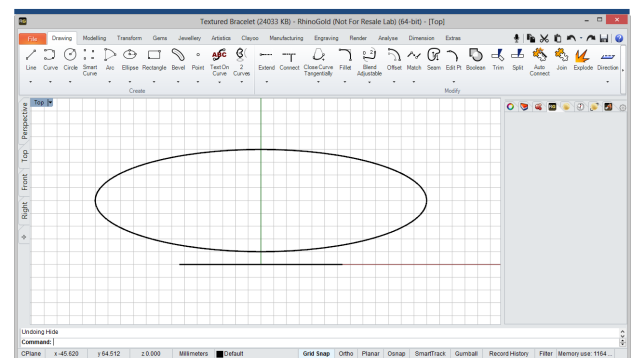 Textured Bracelet (24033 KB) - RhinoGold (Not For Resale Lab) (64-bit) - [Top]
File Drawing Modelling Transform Gems Jewellery Artistics Clayoo Manufacturing Engraving Render Analyse Dimension Extras
Line Curve Circle Smart Curve Arc Ellipse Rectangle Bevel Point Text On Curve 2 Curves Extend Connect Close Curve Tangentially Fillet Blend Adjustable Offset Match Seam Edit Pt Boolean Trim Split Auto Connect Join Explode Direction
Create Modify
Top
Perspective
Top
Front
Right
Undoing Hide
Command:
CPlane x -45.620 y 64.512 z 0.000 Millimeters Default Grid Snap Ortho Planar Osnap SmartTrack Gumball Record History Filter Memory use: 1164 ...